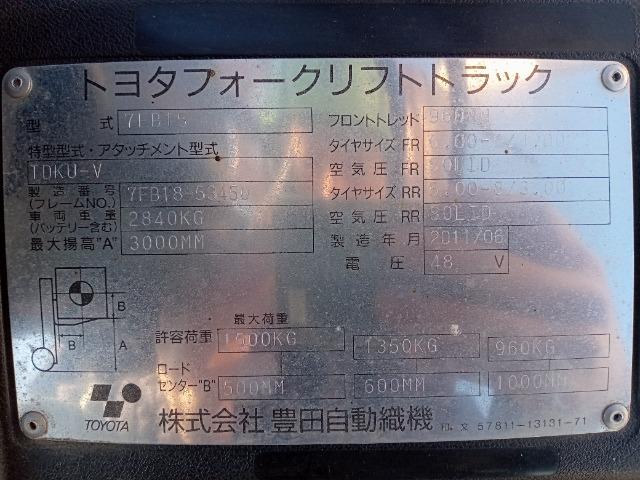 トヨタフォークリフトトラック
型 式 7FB15 フロントトレッド
特型型式・アタッチメント型式 タイヤサイズ FR
TDKU-V 空気圧 FR SOLID
製造番号 (フレームNO.) 7FB18-53450 タイヤサイズ RR
車両重量 (バッテリー含む) 2840KG 空気圧 RR SOLID
最大揚高"A" 3000MM 製造年月 2011/06
電圧 48 V
B
B A
最大荷重
許容荷重 1500KG 1350KG 960KG
ロードセンター"B" 500MM 600MM 1000MM
TOYOTA 株式会社 豊田自動織機 和文 57811-13131-71